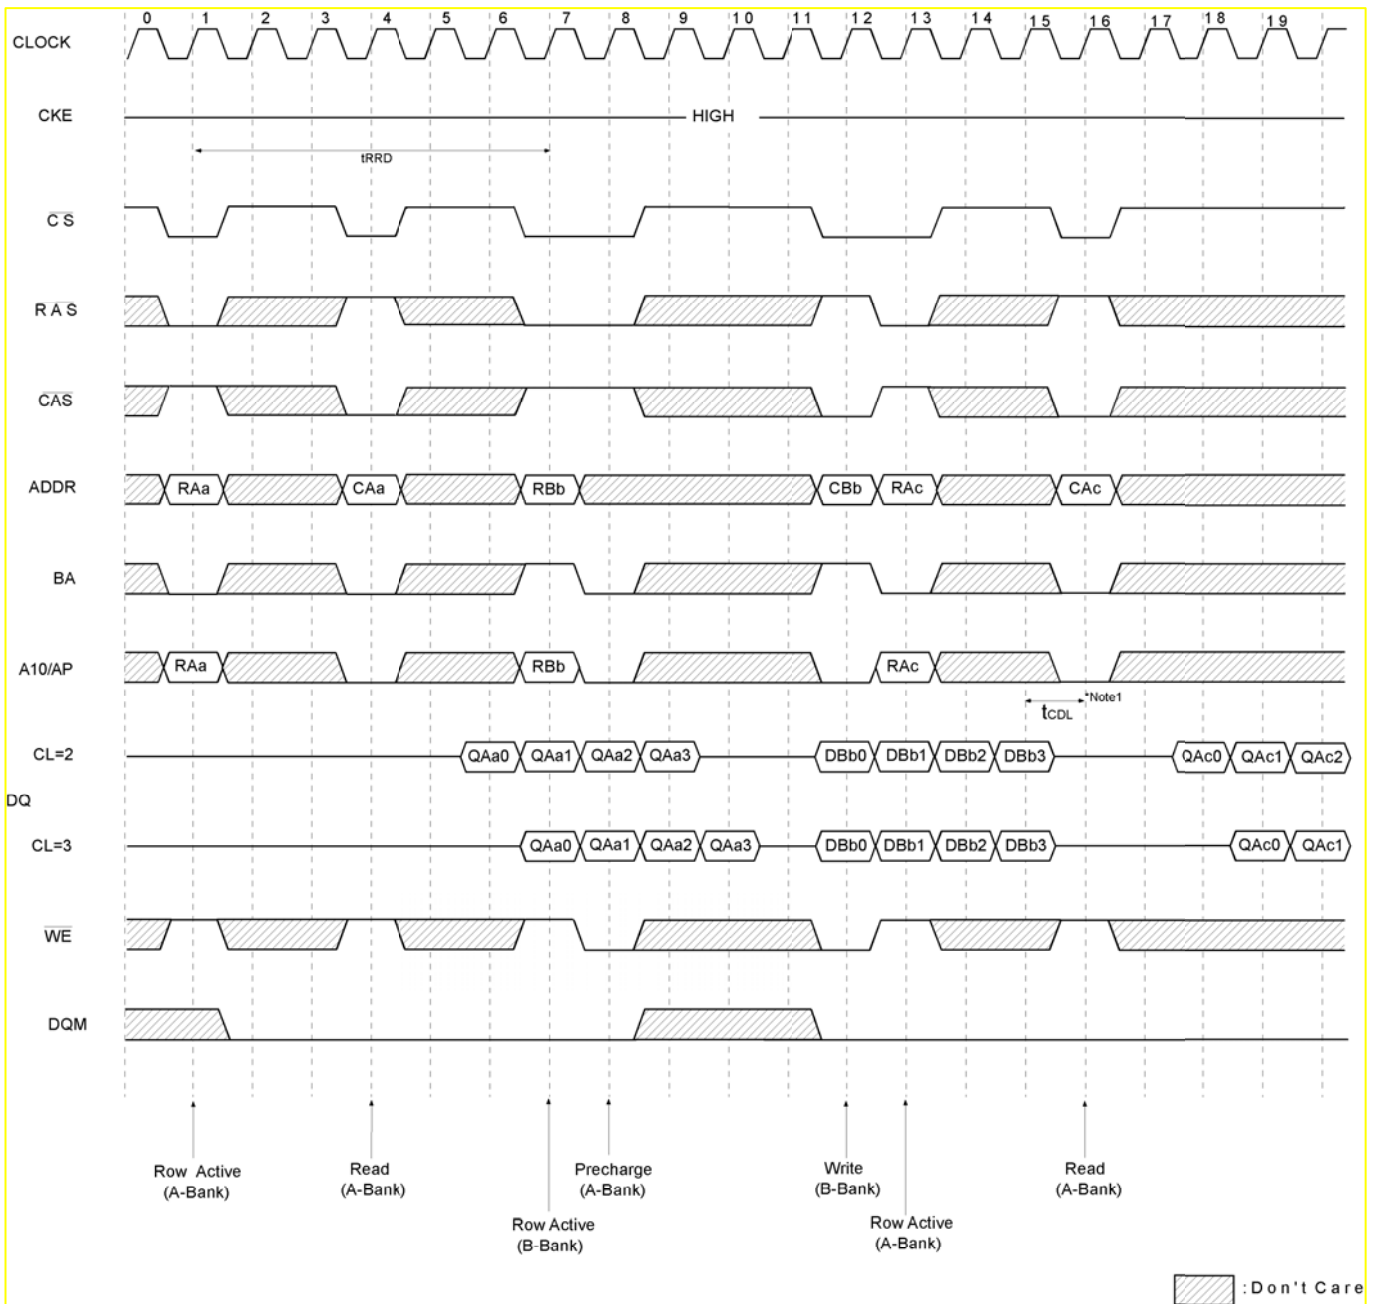 0 1 2 3 4 5 6 7 8 9 10 11 12 13 14 15 16 17 18 19
CLOCK
CKE HIGH
tRRD
CS
RAS
CAS
ADDR RAa CAa RBb CBb RAc CAc
BA
A10/AP RAa RBb RAc
tCDL *Note1
CL=2 QAa0 QAa1 QAa2 QAa3 DBb0 DBb1 DBb2 DBb3 QAc0 QAc1 QAc2
DQ
CL=3 QAa0 QAa1 QAa2 QAa3 DBb0 DBb1 DBb2 DBb3 QAc0 QAc1
WE
DQM
Row Active
(A-Bank)
Read
(A-Bank)
Row Active
(B-Bank)
Precharge
(A-Bank)
Write
(B-Bank)
Row Active
(A-Bank)
Read
(A-Bank)
:Don't Care